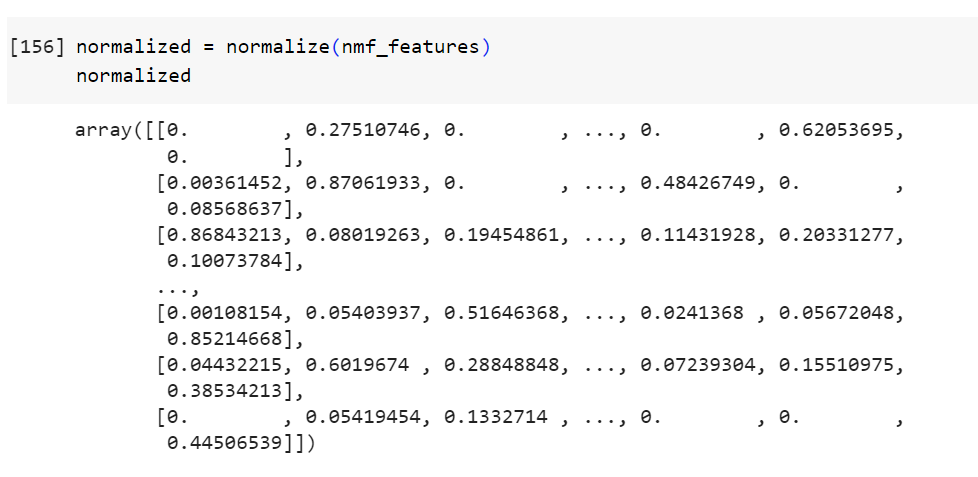 [156] normalized = normalize(nmf_features)
normalized
array([[0.        , 0.27510746, 0.        , ..., 0.        , 0.62053695,
0.        ],
[0.00361452, 0.87061933, 0.        , ..., 0.48426749, 0.        ,
0.08568637],
[0.86843213, 0.08019263, 0.19454861, ..., 0.11431928, 0.20331277,
0.10073784],
...,
[0.00108154, 0.05403937, 0.51646368, ..., 0.0241368 , 0.05672048,
0.85214668],
[0.04432215, 0.6019674 , 0.28848848, ..., 0.07239304, 0.15510975,
0.38534213],
[0.        , 0.05419454, 0.1332714 , ..., 0.        , 0.        ,
0.44506539]])